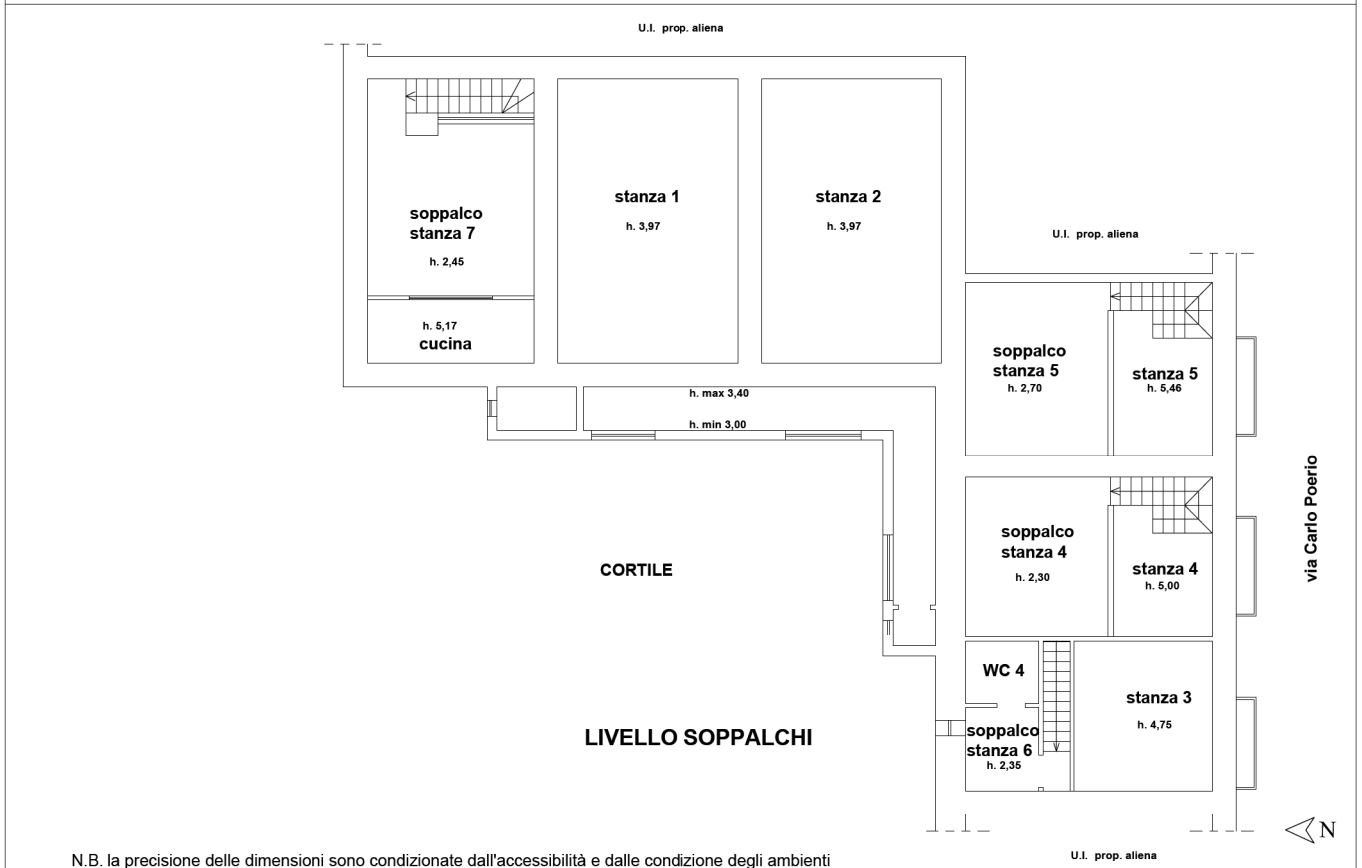 U.I. prop. aliena
stanza 1
h. 3,97
stanza 2
h. 3,97
soppalco
stanza 7
h. 2,45
h. 5,17
cucina
U.I. prop. aliena
soppalco
stanza 5
h. 2,70
stanza 5
h. 5,46
h. max 3,40
h. min 3,00
via Carlo Poerio
soppalco
stanza 4
h. 2,30
stanza 4
h. 5,00
CORTILE
WC 4
stanza 3
h. 4,75
soppalco
stanza 6
h. 2,35
LIVELLO SOPPALCHI
N
N.B. la precisione delle dimensioni sono condizionate dall'accessibilità e dalle condizione degli ambienti
U.I. prop. aliena